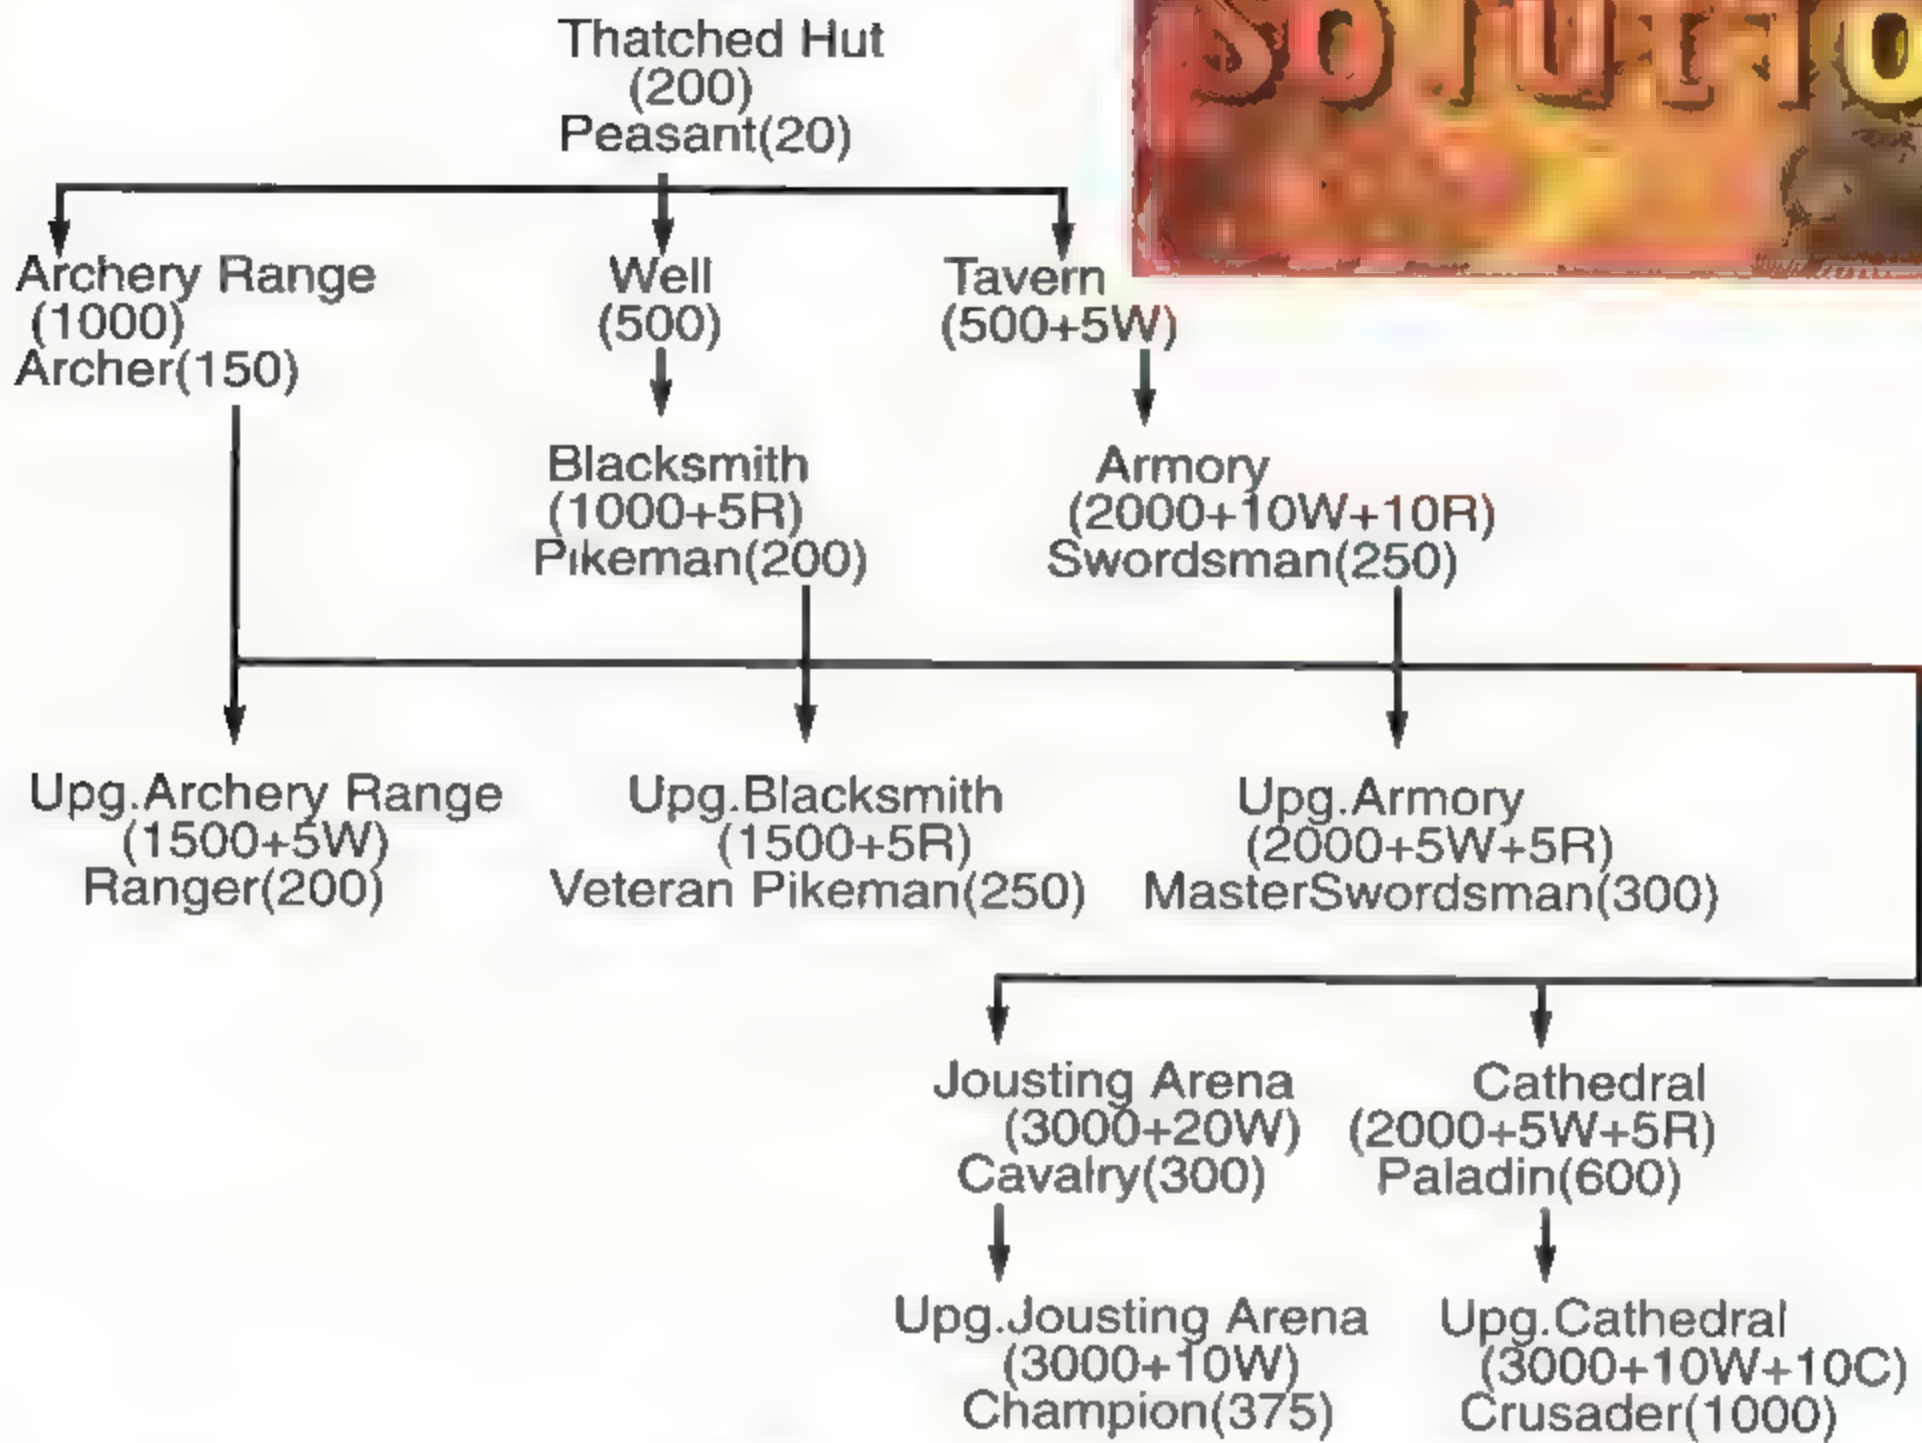 Thatched Hut
(200)
Peasant(20)
Archery Range
(1000)
Archer(150)
Well
(500)
Tavern
(500+5W)
Blacksmith
(1000+5R)
Pikeman(200)
Armory
(2000+10W+10R)
Swordsman(250)
Upg.Archery Range
(1500+5W)
Ranger(200)
Upg.Blacksmith
(1500+5R)
Veteran Pikeman(250)
Upg.Armory
(2000+5W+5R)
MasterSwordsman(300)
Jousting Arena
(3000+20W)
Cavalry(300)
Cathedral
(2000+5W+5R)
Paladin(600)
Upg.Jousting Arena
(3000+10W)
Champion(375)
Upg.Cathedral
(3000+10W+10C)
Crusader(1000)